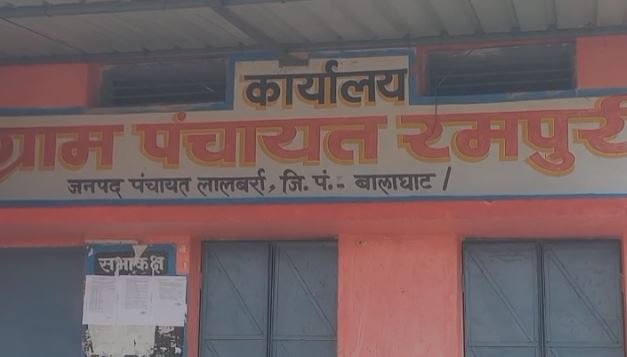 कार्यालय
ग्राम पंचायत रमपुरी
जनपद पंचायत लालबर्रा, जि. पं.- बालाघाट /
सभाकक्ष